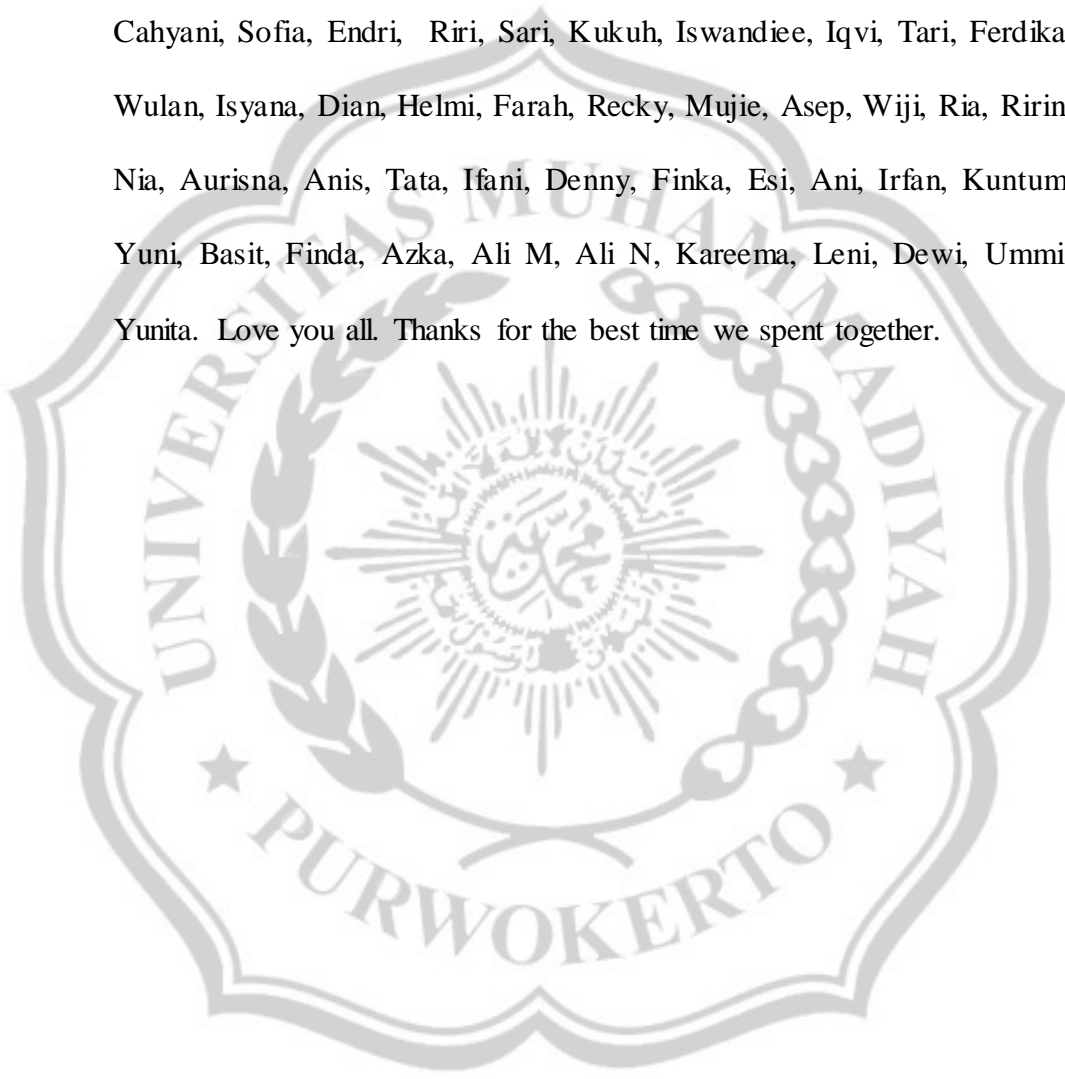 Cahyani, Sofia, Endri, Riri, Sari, Kukuh, Iswandiee, Iqvi, Tari, Ferdika
Wulan, Isyana, Dian, Helmi, Farah, Recky, Mujie, Asep, Wiji, Ria, Ririn
Nia, Aurisna, Anis, Tata, Ifani, Denny, Finka, Esi, Ani, Irfan, Kuntum
Yuni, Basit, Finda, Azka, Ali M, Ali N, Kareema, Leni, Dewi, Ummi
Yunita. Love you all. Thanks for the best time we spent together.
UNIVERSITAS MUHAMMADIYAH
PURWOKERTO